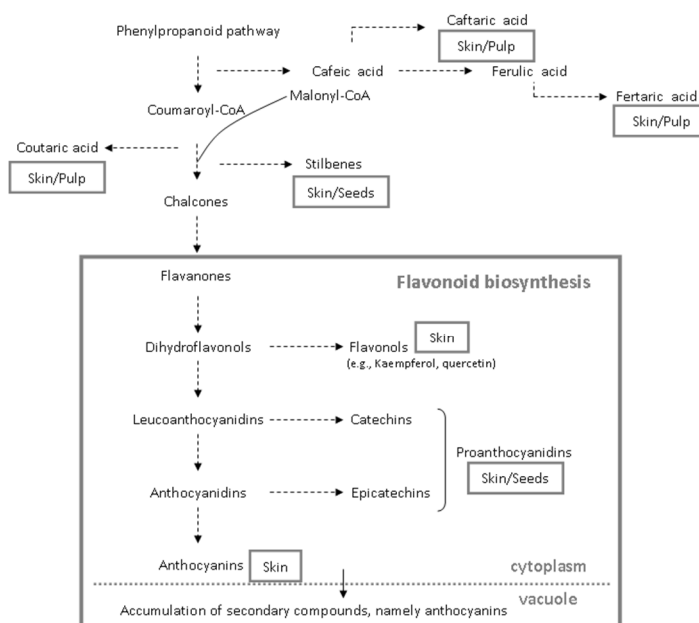 Caftaric acid
Phenylpropanoid pathway
Skin/Pulp
Cafeic acid
Ferulic acid
Malonyl-CoA
Fertaric acid
Coumaroyl-CoA
Skin/Pulp
Coutaric acid
Stilbenes
Skin/Pulp
Skin/Seeds
Chalcones
Flavanones
Flavonoid biosynthesis
Skin
Dihydroflavonols
Flavonols
(e.g., Kaempferol, quercetin)
Leucoanthocyanidins
Catechins
Proanthocyanidins
Skin/Seeds
Anthocyanidins
Epicatechins
Anthocyanins
Skin
cytoplasm
vacuole
Accumulation of secondary compounds, namely anthocyanins